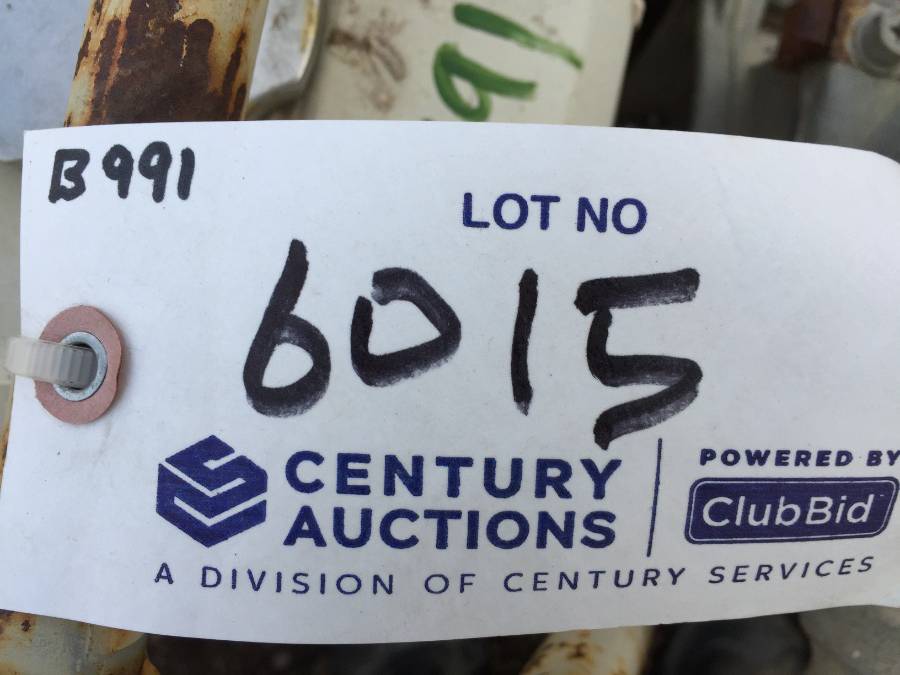 B991
LOT NO
6015
CENTURY
AUCTIONS
POWERED BY
ClubBid
A DIVISION OF CENTURY SERVICES